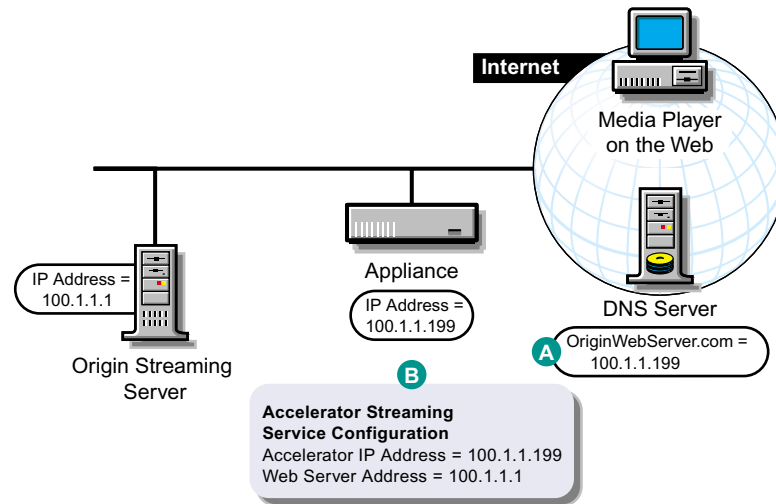 Internet
Media Player
on the Web
IP Address =
100.1.1.1
Origin Streaming
Server
Appliance
IP Address =
100.1.1.199
DNS Server
A
OriginWebServer.com =
100.1.1.199
B
Accelerator Streaming
Service Configuration
Accelerator IP Address = 100.1.1.199
Web Server Address = 100.1.1.1